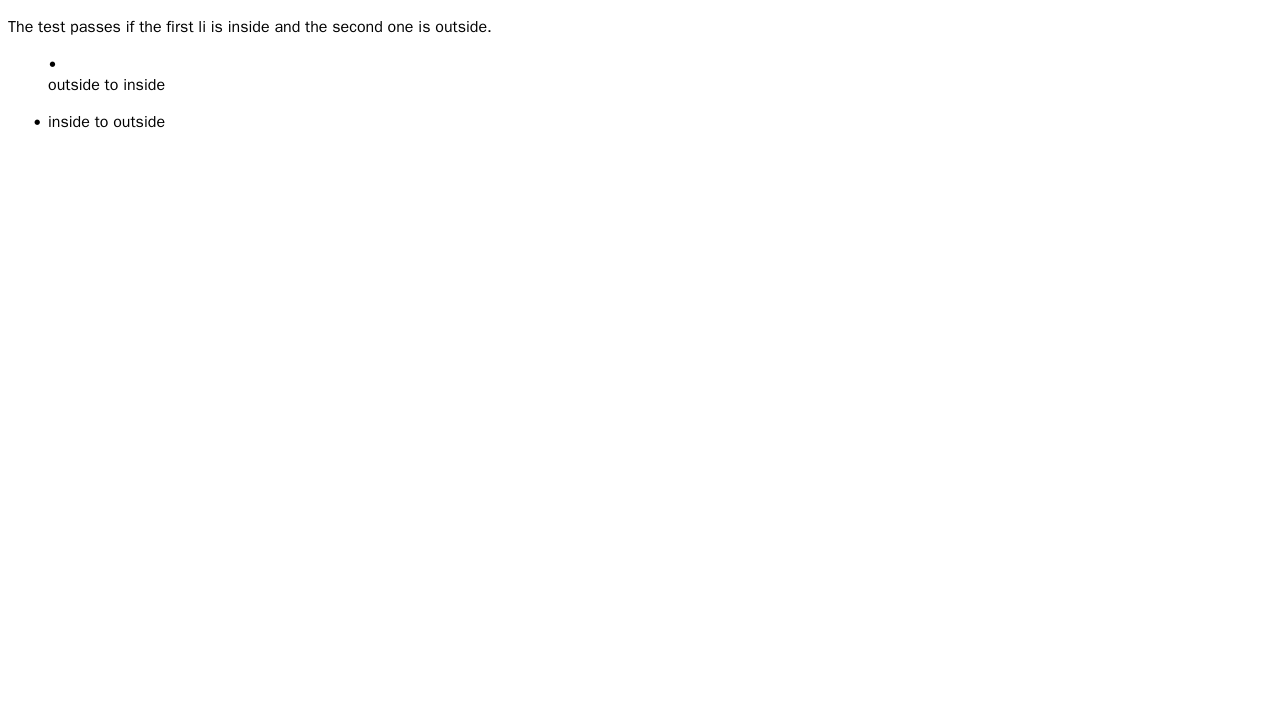 The test passes if the first li is inside and the second one is outside.
•
outside to inside
• inside to outside